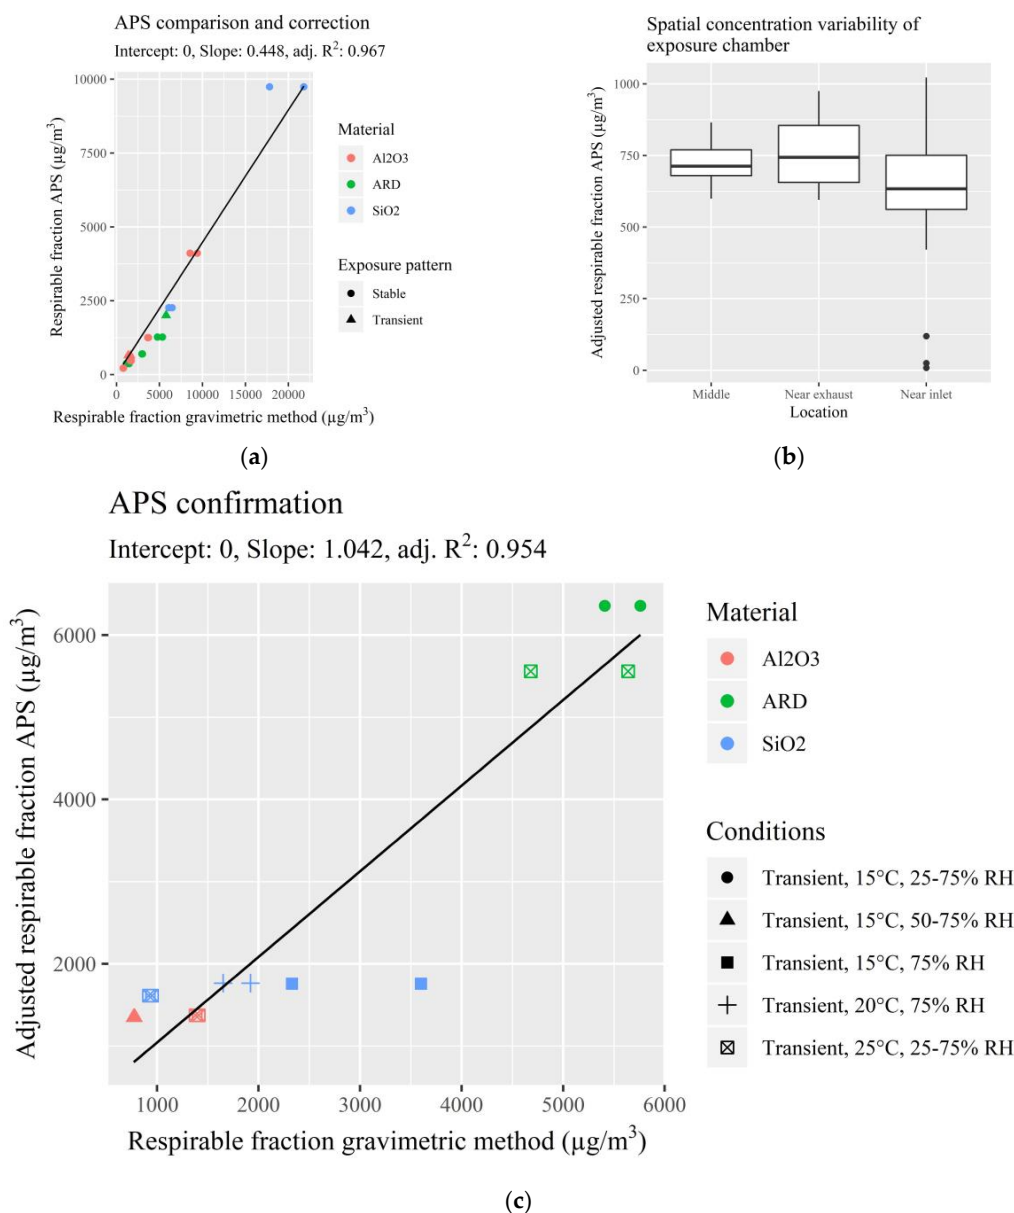 APS comparison and correction
Intercept: 0, Slope: 0.448, adj. R²: 0.967
Respirable fraction APS (µg/m³)
10000
7500
5000
2500
0
0 5000 10000 15000 20000
Respirable fraction gravimetric method (µg/m³)
Material
Al2O3
ARD
SiO2
Exposure pattern
Stable
Transient
(a)
Spatial concentration variability of
exposure chamber
Adjusted respirable fraction APS (µg/m³)
1000
750
500
250
0
Middle Near exhaust Near inlet
Location
(b)
APS confirmation
Intercept: 0, Slope: 1.042, adj. R²: 0.954
Adjusted respirable fraction APS (µg/m³)
6000
4000
2000
1000 2000 3000 4000 5000 6000
Respirable fraction gravimetric method (µg/m³)
Material
Al2O3
ARD
SiO2
Conditions
Transient, 15°C, 25-75% RH
Transient, 15°C, 50-75% RH
Transient, 15°C, 75% RH
Transient, 20°C, 75% RH
Transient, 25°C, 25-75% RH
(c)